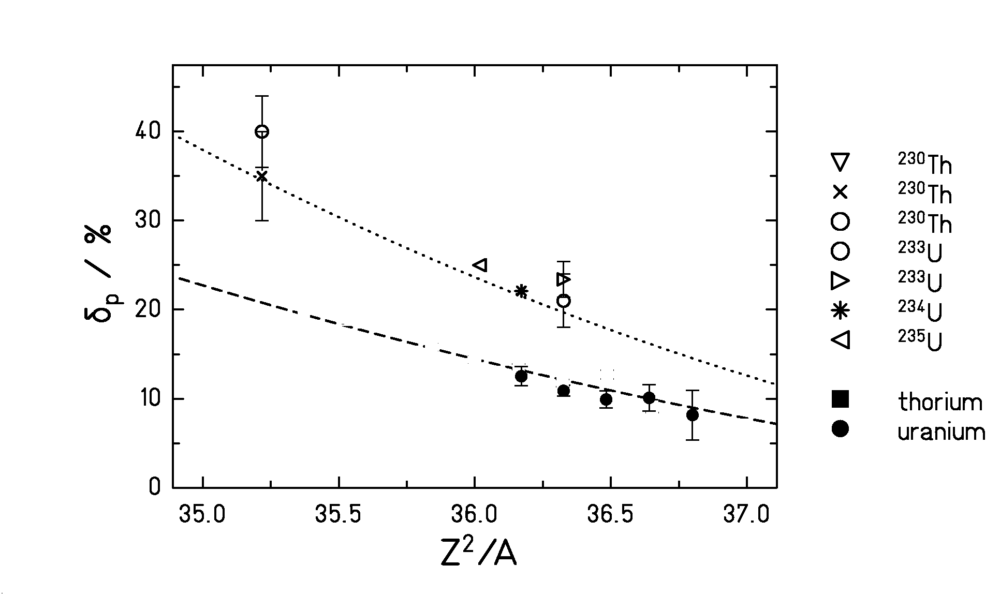 δp / %
40
30
20
10
0
35.0 35.5 36.0 36.5 37.0
Z²/A
²³⁰Th
²³⁰Th
²³⁰Th
²³³U
²³³U
²³⁴U
²³⁵U
thorium
uranium